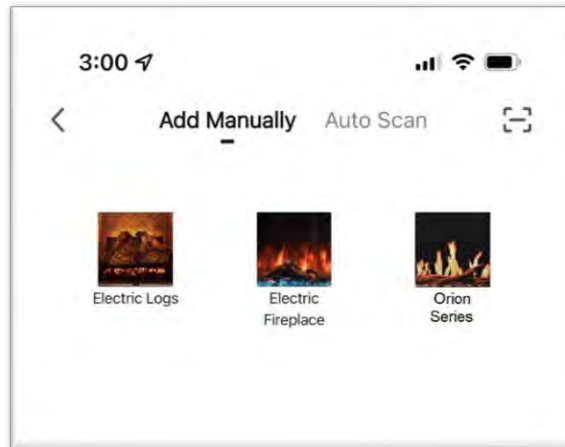 3:00
Add Manually Auto Scan
Electric Logs
Electric
Fireplace
Orion
Series